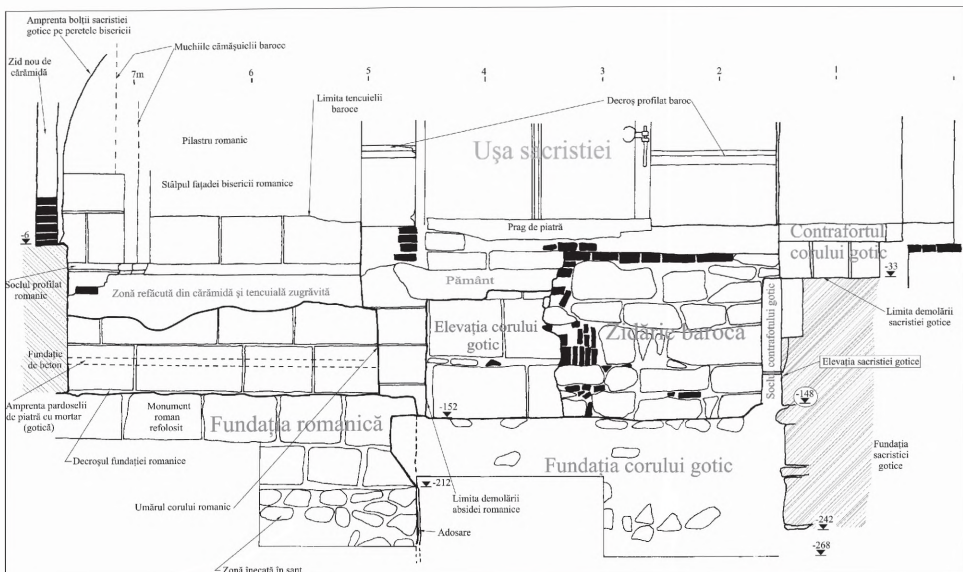 Amprenta bolții sacristiei
gotice pe peretele bisericii
Muchiile cămășuielii baroce
Zid nou de
cărămidă
7m
6
5
4
3
2
1
Limita tencuielii
baroce
Decroș profilat baroc
Pilastru romanic
Ușa sacristiei
Stâlpul fațadei bisericii romanice
Prag de piatră
Contrafortul
corului gotic
-6
-33
Soclul profilat
romanic
Zonă refăcută din cărămidă și tencuială zugrăvită
Pământ
Limita demolării
sacristiei gotice
Elevația corului
gotic
Zidărie barocă
Soclu contrafortului gotic
Fundație
de beton
Elevația sacristiei gotice
Amprenta pardoselii
de piatră cu mortar
(gotică)
Monument
roman
refolosit
-152
-148
Fundația romanică
Decroșul fundației romanice
Fundația corului gotic
Fundația
sacristiei
gotice
-212
Umărul corului romanic
Limita demolării
absidei romanice
-242
Adosare
-268
Zonă înecată în șanț